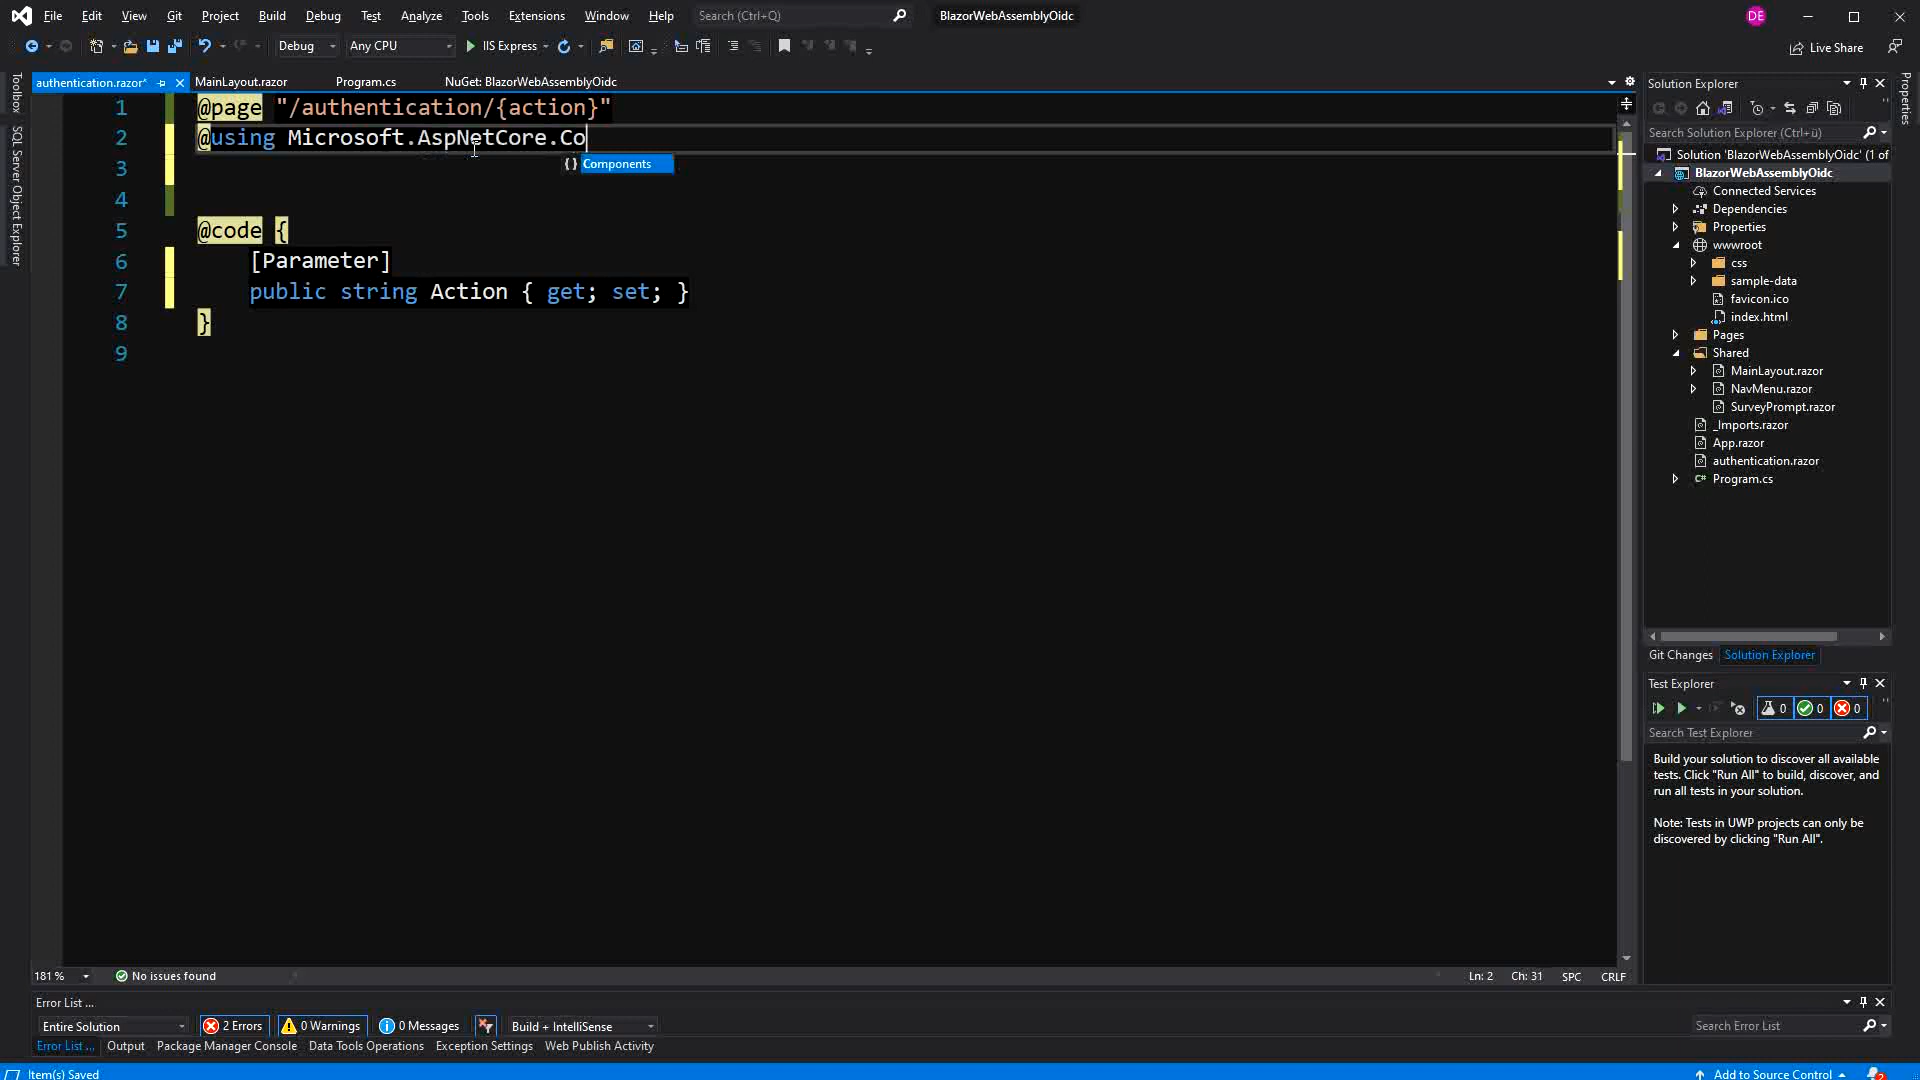 File Edit View Git Project Build Debug Test Analyze Tools Extensions Window Help Search (Ctrl+Q) BlazorWebAssemblyOidc DE
Debug Any CPU IIS Express Live Share
authentication.razor* MainLayout.razor Program.cs NuGet: BlazorWebAssemblyOidc
Toolbox
SQL Server Object Explorer
1 @page "/authentication/{action}"
2 @using Microsoft.AspNetCore.Co
{} Components
3
4
5 @code {
6 [Parameter]
7 public string Action { get; set; }
8 }
9
181 % No issues found Ln: 2 Ch: 31 SPC CRLF
Solution Explorer
Search Solution Explorer (Ctrl+ü)
Solution 'BlazorWebAssemblyOidc' (1 of
BlazorWebAssemblyOidc
Connected Services
Dependencies
Properties
wwwroot
css
sample-data
favicon.ico
index.html
Pages
Shared
MainLayout.razor
NavMenu.razor
SurveyPrompt.razor
_Imports.razor
App.razor
authentication.razor
C# Program.cs
Git Changes Solution Explorer
Test Explorer
0 0 0
Search Test Explorer
Build your solution to discover all available
tests. Click "Run All" to build, discover, and
run all tests in your solution.
Note: Tests in UWP projects can only be
discovered by clicking "Run All".
Properties
Error List ...
Entire Solution 2 Errors 0 Warnings 0 Messages Build + IntelliSense Search Error List
Error List ... Output Package Manager Console Data Tools Operations Exception Settings Web Publish Activity
Item(s) Saved Add to Source Control 2